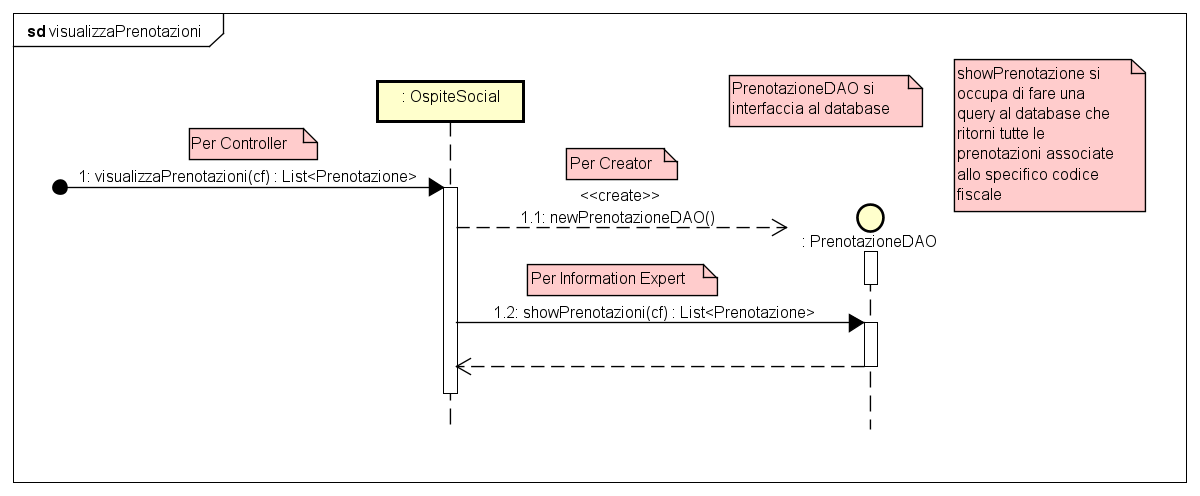 sd visualizzaPrenotazioni
: OspiteSocial
PrenotazioneDAO si
interfaccia al database
showPrenotazione si
occupa di fare una
query al database che
ritorni tutte le
prenotazioni associate
allo specifico codice
fiscale
Per Controller
1: visualizzaPrenotazioni(cf) : List<Prenotazione>
Per Creator
<<create>>
1.1: newPrenotazioneDAO()
: PrenotazioneDAO
Per Information Expert
1.2: showPrenotazioni(cf) : List<Prenotazione>